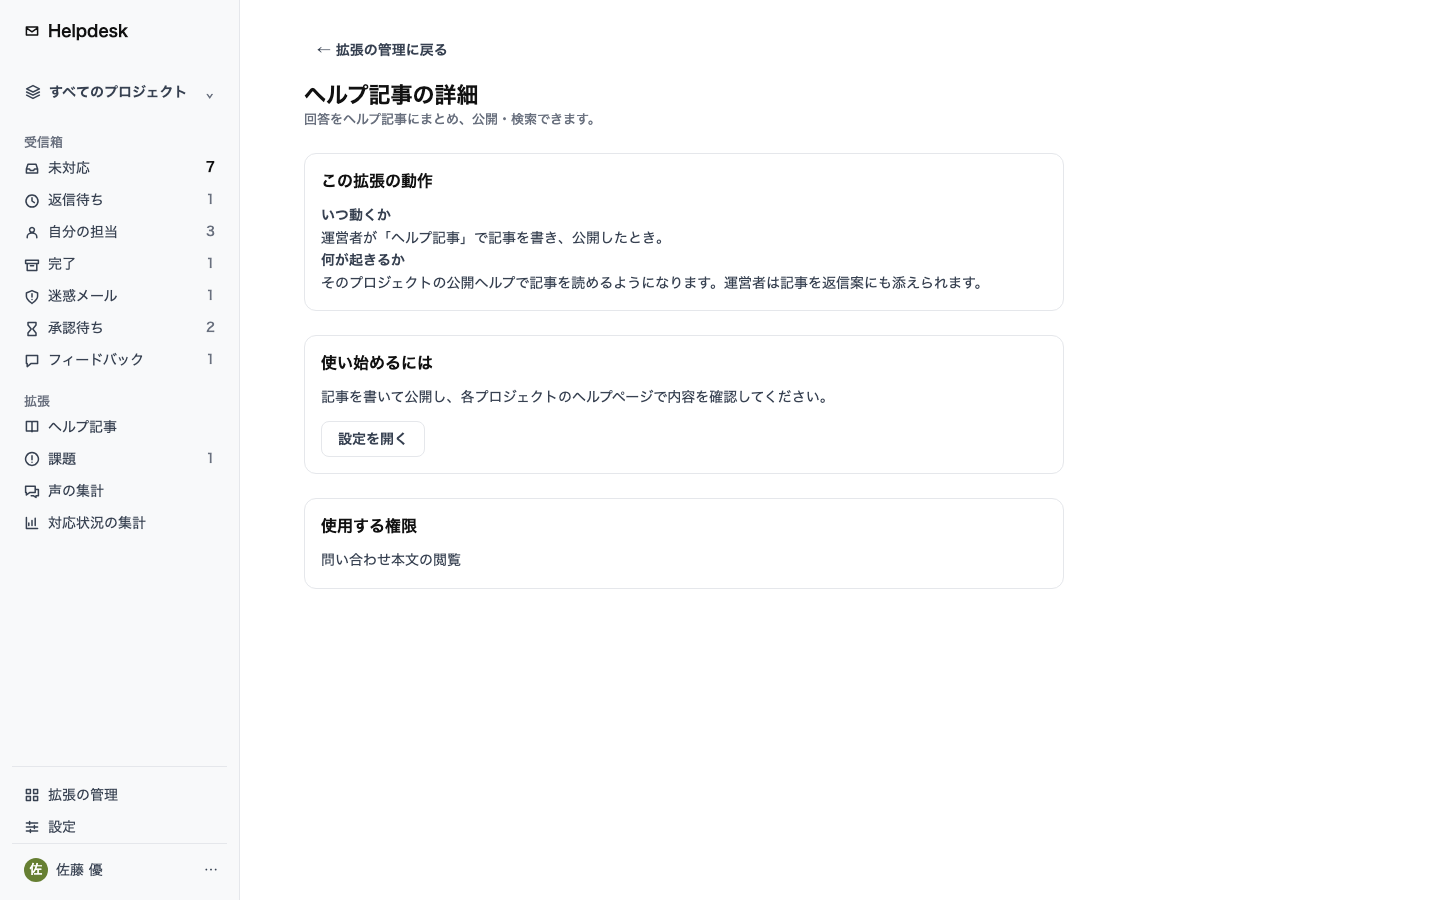 Helpdesk
すべてのプロジェクト
受信箱
未対応 7
返信待ち 1
自分の担当 3
完了 1
迷惑メール 1
承認待ち 2
フィードバック 1
拡張
ヘルプ記事
課題 1
声の集計
対応状況の集計
拡張の管理
設定
佐 佐藤 優 …
← 拡張の管理に戻る
ヘルプ記事の詳細
回答をヘルプ記事にまとめ、公開・検索できます。
この拡張の動作
いつ動くか
運営者が「ヘルプ記事」で記事を書き、公開したとき。
何が起きるか
そのプロジェクトの公開ヘルプで記事を読めるようになります。運営者は記事を返信案にも添えられます。
使い始めるには
記事を書いて公開し、各プロジェクトのヘルプページで内容を確認してください。
設定を開く
使用する権限
問い合わせ本文の閲覧